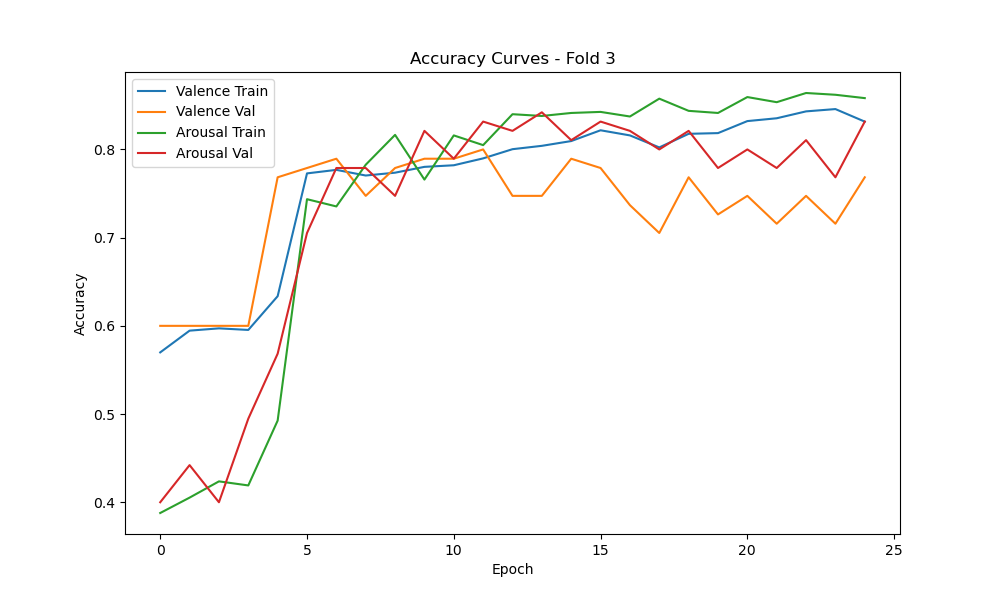 Accuracy Curves - Fold 3
Valence Train
Valence Val
Arousal Train
Arousal Val
Accuracy
0.8
0.7
0.6
0.5
0.4
0 5 10 15 20 25
Epoch